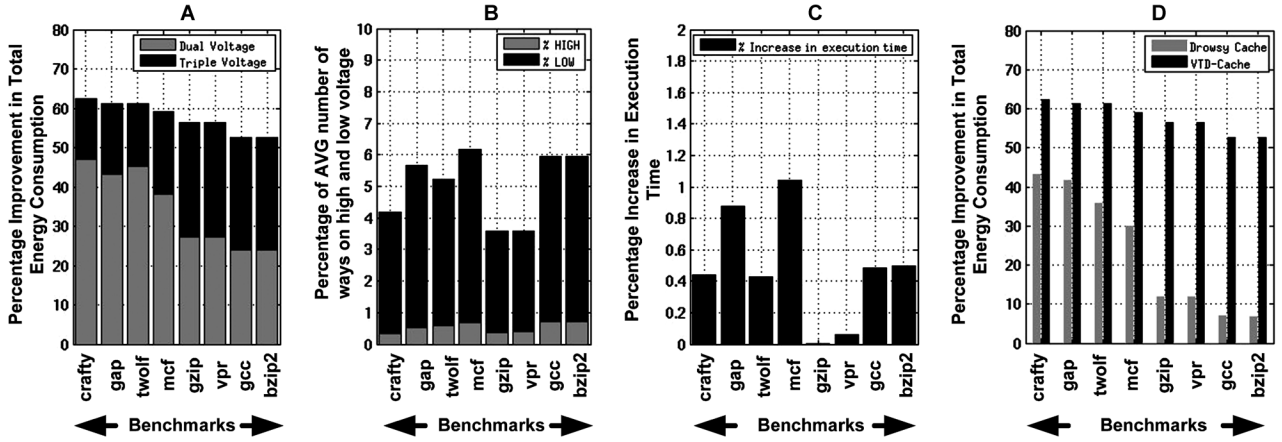 A
Percentage Improvement in Total
Energy Consumption
80
70
60
50
40
30
20
10
0
Dual Voltage
Triple Voltage
crafty
gap
twolf
mcf
gzip
vpr
gcc
bzip2
Benchmarks
B
Percentage of AVG number of
ways on high and low voltage
10
9
8
7
6
5
4
3
2
1
0
% HIGH
% LOW
crafty
gap
twolf
mcf
gzip
vpr
gcc
bzip2
Benchmarks
C
Percentage Increase in Execution
Time
2
1.8
1.6
1.4
1.2
1
0.8
0.6
0.4
0.2
0
% Increase in execution time
crafty
gap
twolf
mcf
gzip
vpr
gcc
bzip2
Benchmarks
D
Percentage Improvement in Total
Energy Consumption
80
70
60
50
40
30
20
10
0
Drowsy Cache
VTD-Cache
crafty
gap
twolf
mcf
gzip
vpr
gcc
bzip2
Benchmarks